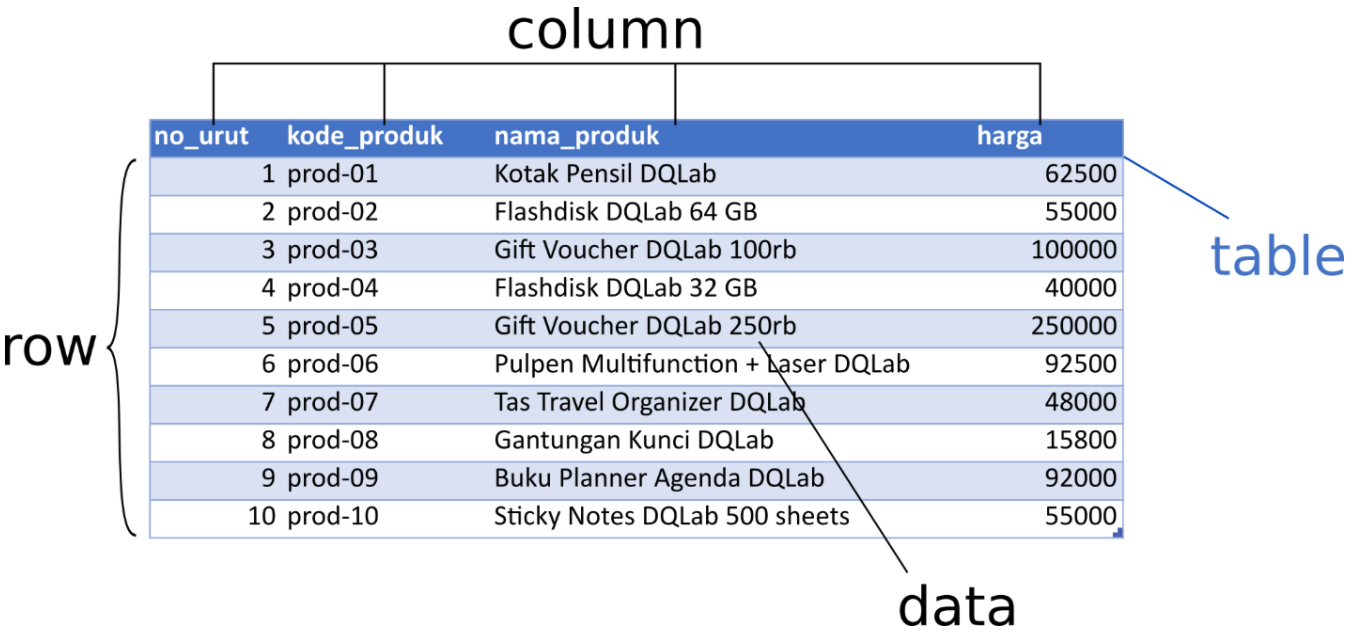 column
no_urut kode_produk nama_produk harga
1 prod-01 Kotak Pensil DQLab 62500
2 prod-02 Flashdisk DQLab 64 GB 55000
3 prod-03 Gift Voucher DQLab 100rb 100000
table
4 prod-04 Flashdisk DQLab 32 GB 40000
5 prod-05 Gift Voucher DQLab 250rb 250000
row
6 prod-06 Pulpen Multifunction + Laser DQLab 92500
7 prod-07 Tas Travel Organizer DQLab 48000
8 prod-08 Gantungan Kunci DQLab 15800
9 prod-09 Buku Planner Agenda DQLab 92000
10 prod-10 Sticky Notes DQLab 500 sheets 55000
data